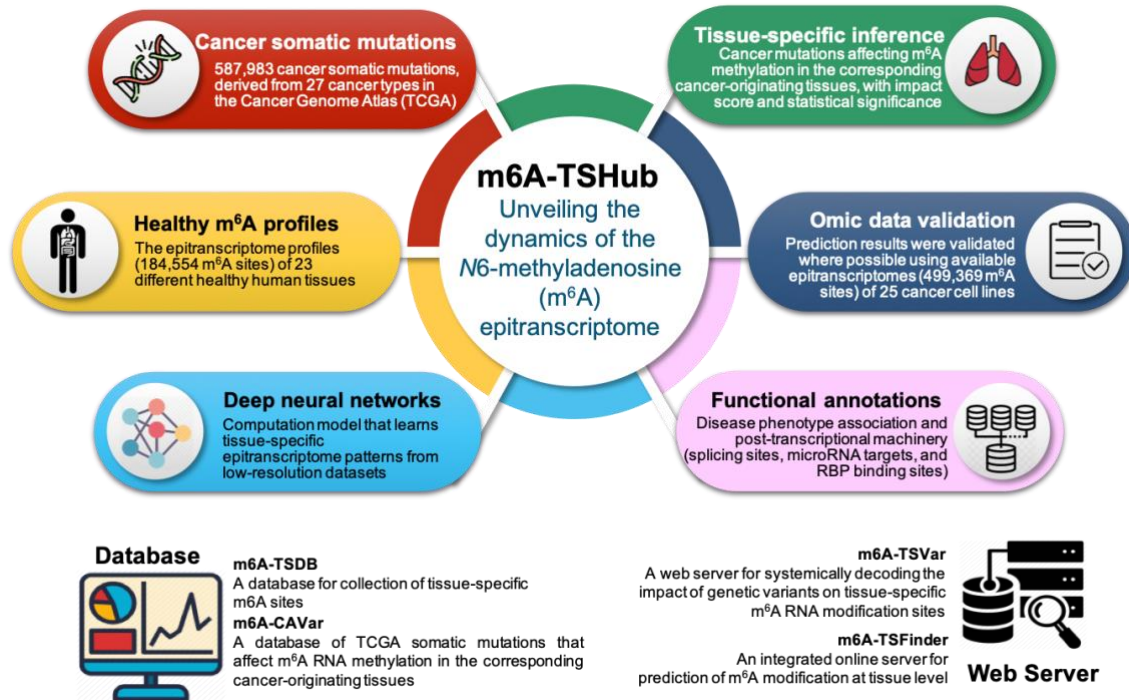 Cancer somatic mutations
587,983 cancer somatic mutations,
derived from 27 cancer types in
the Cancer Genome Atlas (TCGA)
Tissue-specific inference
Cancer mutations affecting m⁶A
methylation in the corresponding
cancer-originating tissues, with impact
score and statistical significance
Healthy m⁶A profiles
The epitranscriptome profiles
(184,554 m⁶A sites) of 23
different healthy human tissues
m6A-TSHub
Unveiling the
dynamics of the
N6-methyladenosine
(m⁶A)
epitranscriptome
Omic data validation
Prediction results were validated
where possible using available
epitranscriptomes (499,369 m⁶A
sites) of 25 cancer cell lines
Deep neural networks
Computation model that learns
tissue-specific
epitranscriptome patterns from
low-resolution datasets
Functional annotations
Disease phenotype association and
post-transcriptional machinery
(splicing sites, microRNA targets, and
RBP binding sites)
Database
m6A-TSDB
A database for collection of tissue-specific
m6A sites
m6A-CAVar
A database of TCGA somatic mutations that
affect m⁶A RNA methylation in the corresponding
cancer-originating tissues
m6A-TSVar
A web server for systemically decoding the
impact of genetic variants on tissue-specific
m⁶A RNA modification sites
m6A-TSFinder
An integrated online server for
prediction of m⁶A modification at tissue level
Web Server